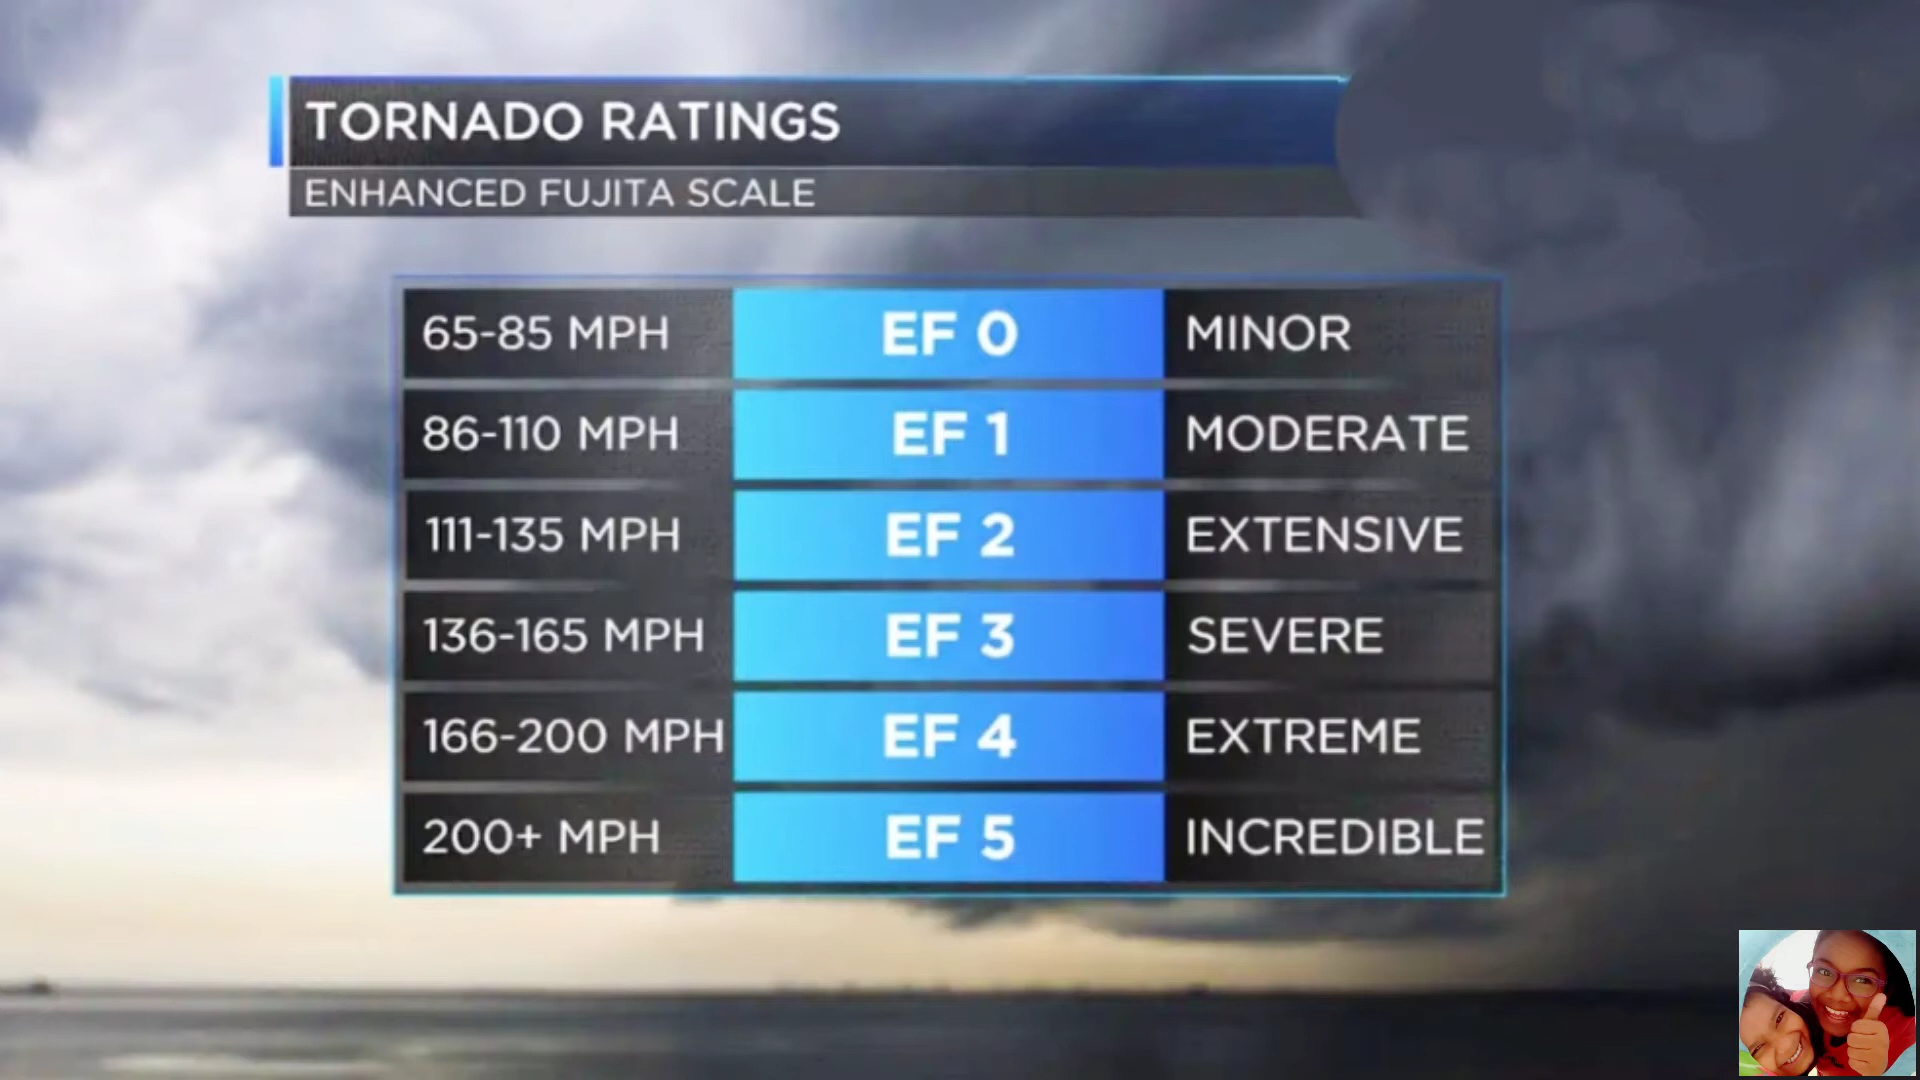 TORNADO RATINGS
ENHANCED FUJITA SCALE
65-85 MPH EF 0 MINOR
86-110 MPH EF 1 MODERATE
111-135 MPH EF 2 EXTENSIVE
136-165 MPH EF 3 SEVERE
166-200 MPH EF 4 EXTREME
200+ MPH EF 5 INCREDIBLE